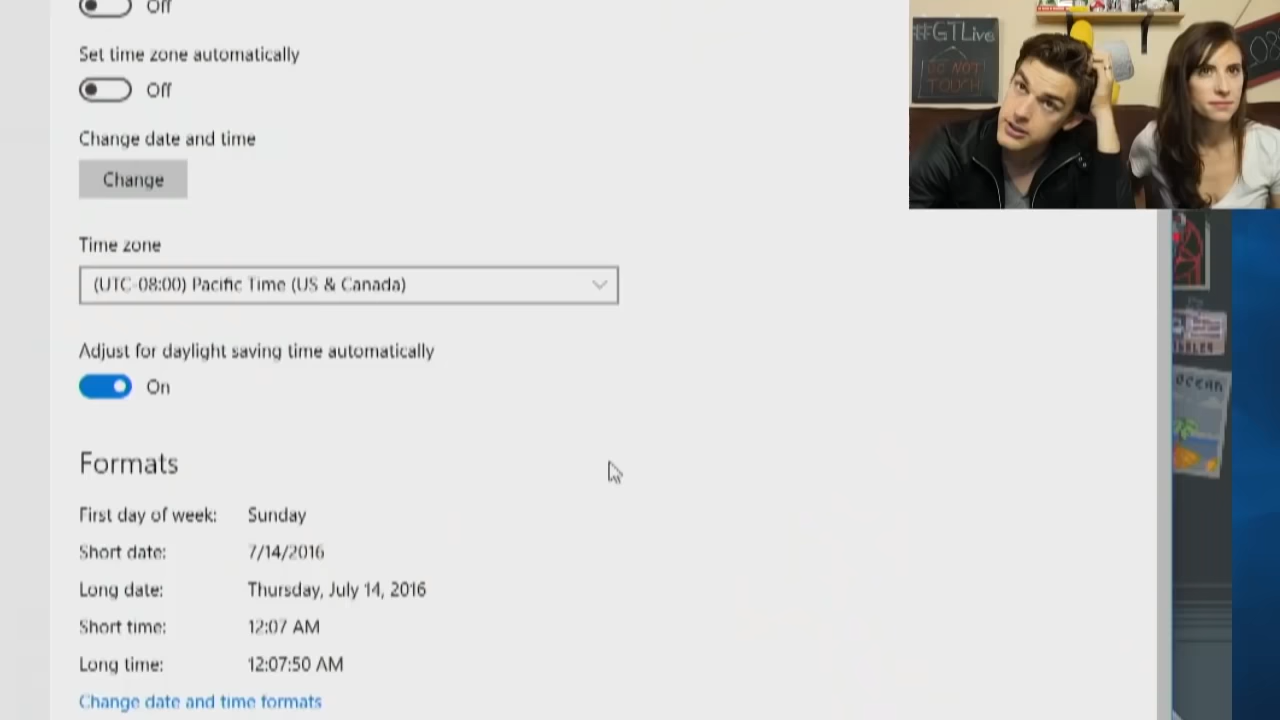 Off
Set time zone automatically
Off
Change date and time
Change
Time zone
(UTC-08:00) Pacific Time (US & Canada)
Adjust for daylight saving time automatically
On
Formats
First day of week: Sunday
Short date: 7/14/2016
Long date: Thursday, July 14, 2016
Short time: 12:07 AM
Long time: 12:07:50 AM
Change date and time formats
#GTLive
DO NOT
TOUCH
OCEAN